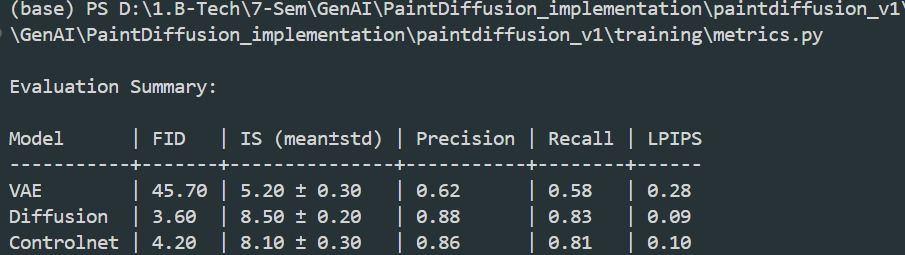 (base) PS D:\1.B-Tech\7-Sem\GenAI\PaintDiffusion_implementation\paintdiffusion_v1\
\GenAI\PaintDiffusion_implementation\paintdiffusion_v1\training\metrics.py
Evaluation Summary:
Model | FID | IS (mean±std) | Precision | Recall | LPIPS
-----------+-------+---------------+-----------+--------+------
VAE | 45.70 | 5.20 ± 0.30 | 0.62 | 0.58 | 0.28
Diffusion | 3.60 | 8.50 ± 0.20 | 0.88 | 0.83 | 0.09
Controlnet | 4.20 | 8.10 ± 0.30 | 0.86 | 0.81 | 0.10